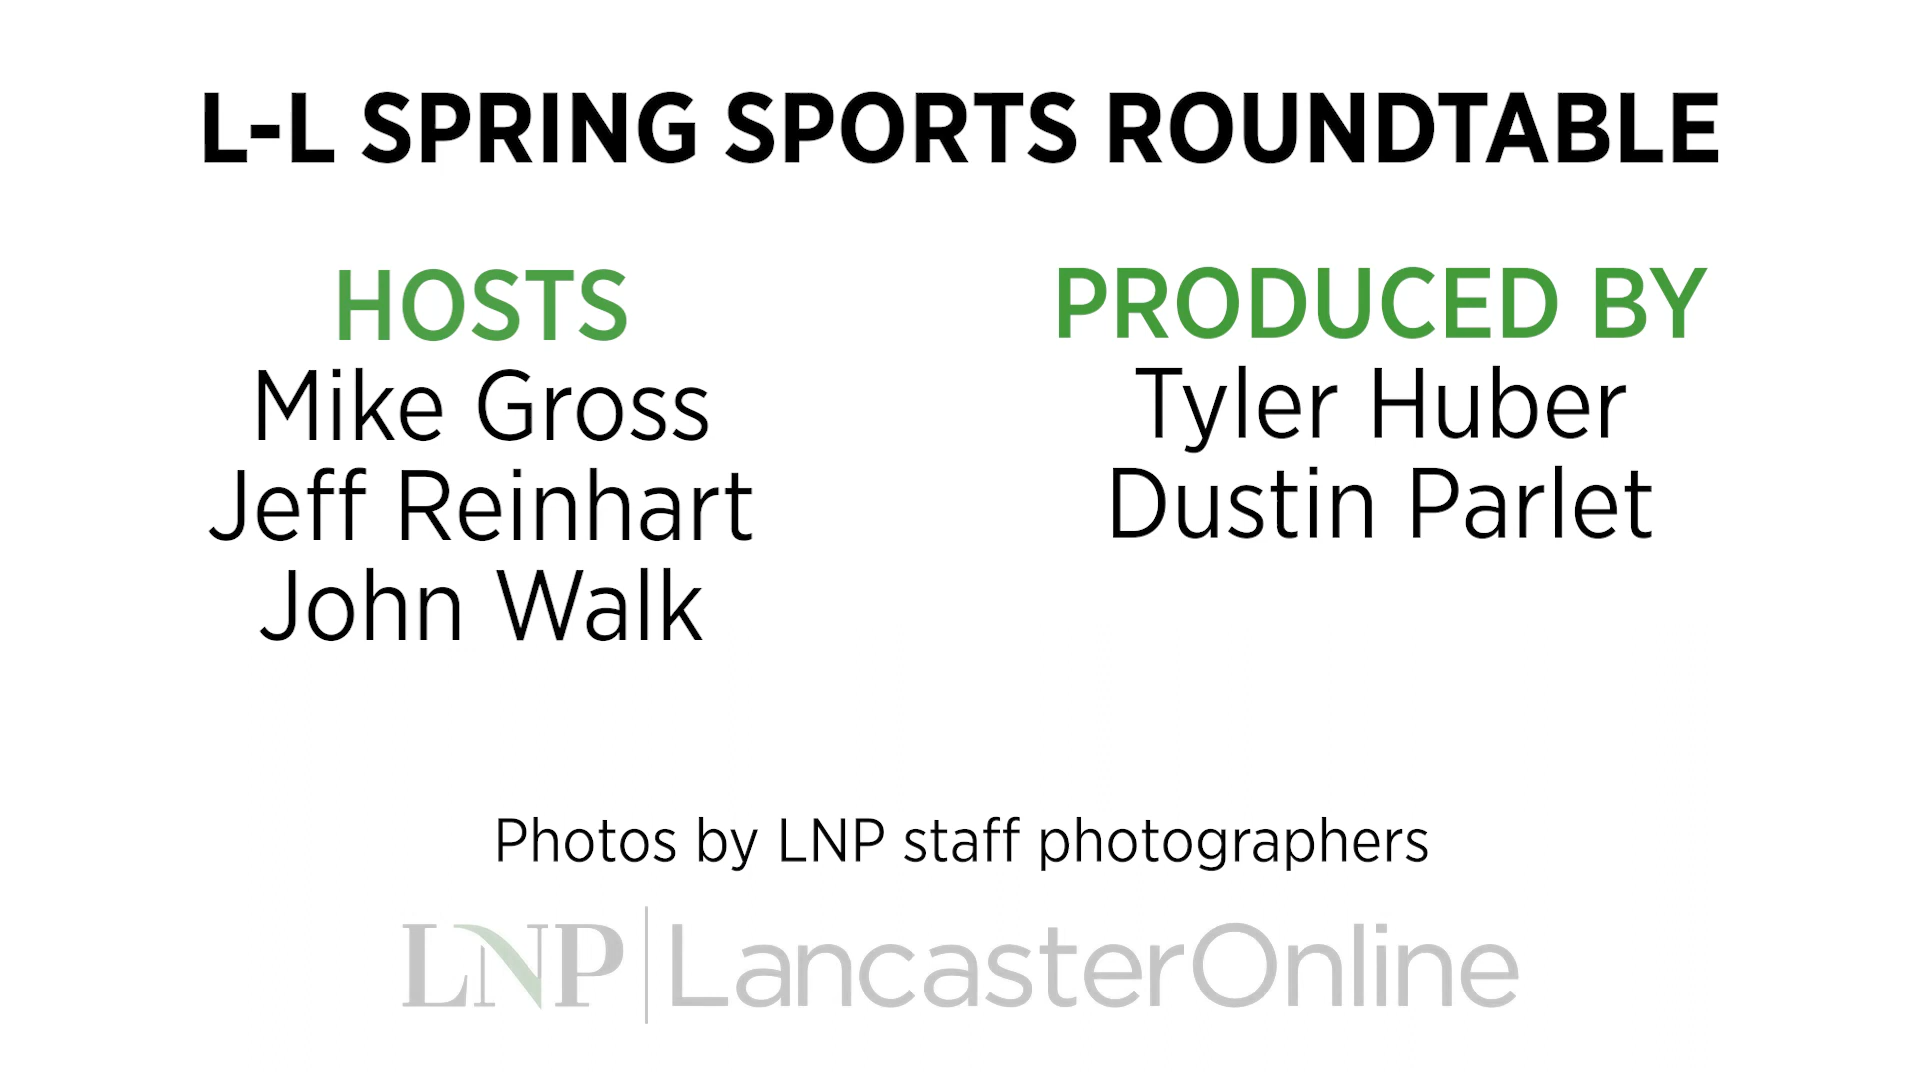 L-L SPRING SPORTS ROUNDTABLE
HOSTS
Mike Gross
Jeff Reinhart
John Walk
PRODUCED BY
Tyler Huber
Dustin Parlet
Photos by LNP staff photographers
LNP | LancasterOnline